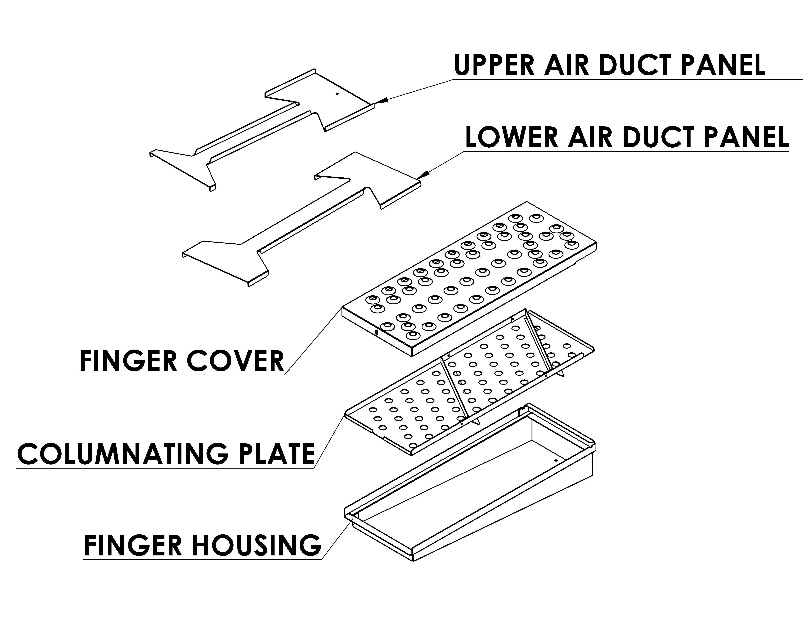 UPPER AIR DUCT PANEL
LOWER AIR DUCT PANEL
FINGER COVER
COLUMNATING PLATE
FINGER HOUSING